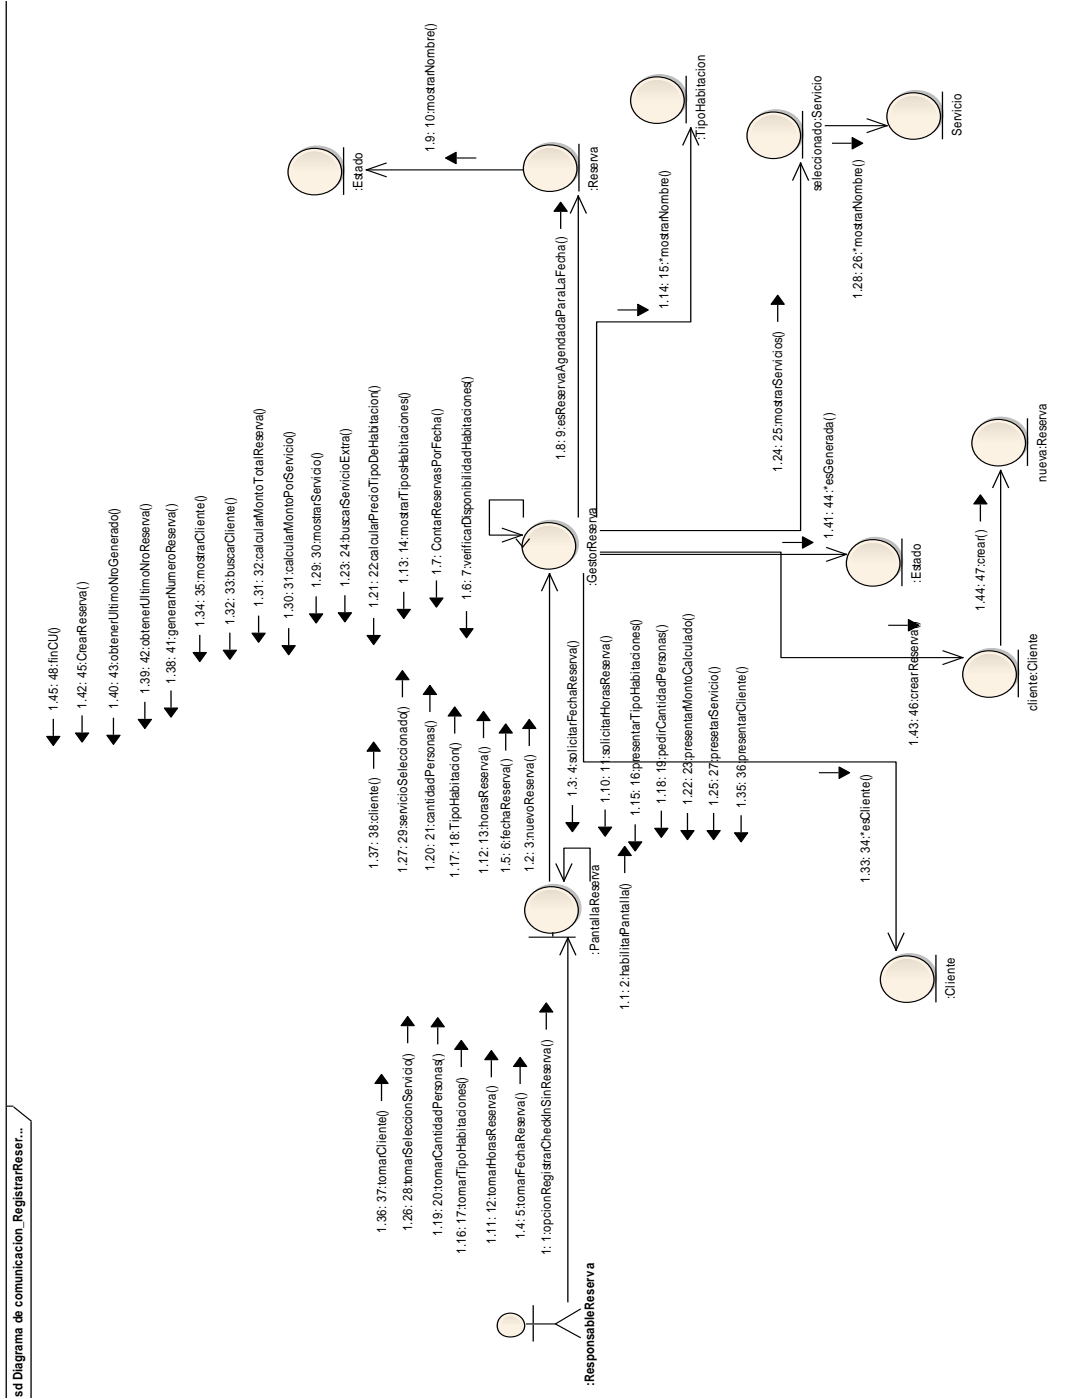 sd Diagrama de comunicacion_RegistrarReser...
:ResponsableReserva
1.36: 37:tomarCliente()
1.26: 28:tomarSeleccionServicio()
1.19: 20:tomarCantidadPersonas()
1.16: 17:tomarTipoHabitaciones()
1.11: 12:tomarHorasReserva()
1.4: 5:tomarFechaReserva()
1: 1:opcionRegistrarCheckInSinReserva()
:PantallaReserva
1.1: 2:habilitarPantalla()
1.37: 38:cliente()
1.27: 29:servicioSeleccionado()
1.20: 21:cantidadPersonas()
1.17: 18:TipoHabitacion()
1.12: 13:horasReserva()
1.5: 6:fechaReserva()
1.2: 3:nuevoReserva()
1.3: 4:solicitarFechaReserva()
1.10: 11:solicitarHorasReserva()
1.15: 16:presentarTipoHabitaciones()
1.18: 19:pedirCantidadPersonas()
1.22: 23:presentarMontoCalculado()
1.25: 27:presetarServicio()
1.35: 36:presentarCliente()
:GestorReserva
1.45: 48:finCU()
1.42: 45:CrearReserva()
1.40: 43:obtenerUltimoNroGenerado()
1.39: 42:obtenerUltimoNroReserva()
1.38: 41:generarNumeroReserva()
1.34: 35:mostrarCliente()
1.32: 33:buscarCliente()
1.31: 32:calcularMontoTotalReserva()
1.30: 31:calcularMontoPorServicio()
1.29: 30:mostrarServicio()
1.23: 24:buscarServicioExtra()
1.21: 22:calcularPrecioTipoDeHabitacion()
1.13: 14:mostrarTiposHabitaciones()
1.7: ContarReservasPorFecha()
1.6: 7:verificarDisponibilidadHabitaciones()
1.8: 9:esReservaAgendadaParaLaFecha()
:Reserva
1.9: 10:mostrarNombre()
:Estado
1.14: 15:*mostrarNombre()
:TipoHabitacion
1.24: 25:mostrarServicios()
seleccionado:Servicio
1.28: 26:*mostrarNombre()
Servicio
1.41: 44:*esGenerada()
:Estado
1.43: 46:crearReserva()
cliente:Cliente
1.44: 47:crear()
nueva:Reserva
1.33: 34:*esCliente()
:Cliente